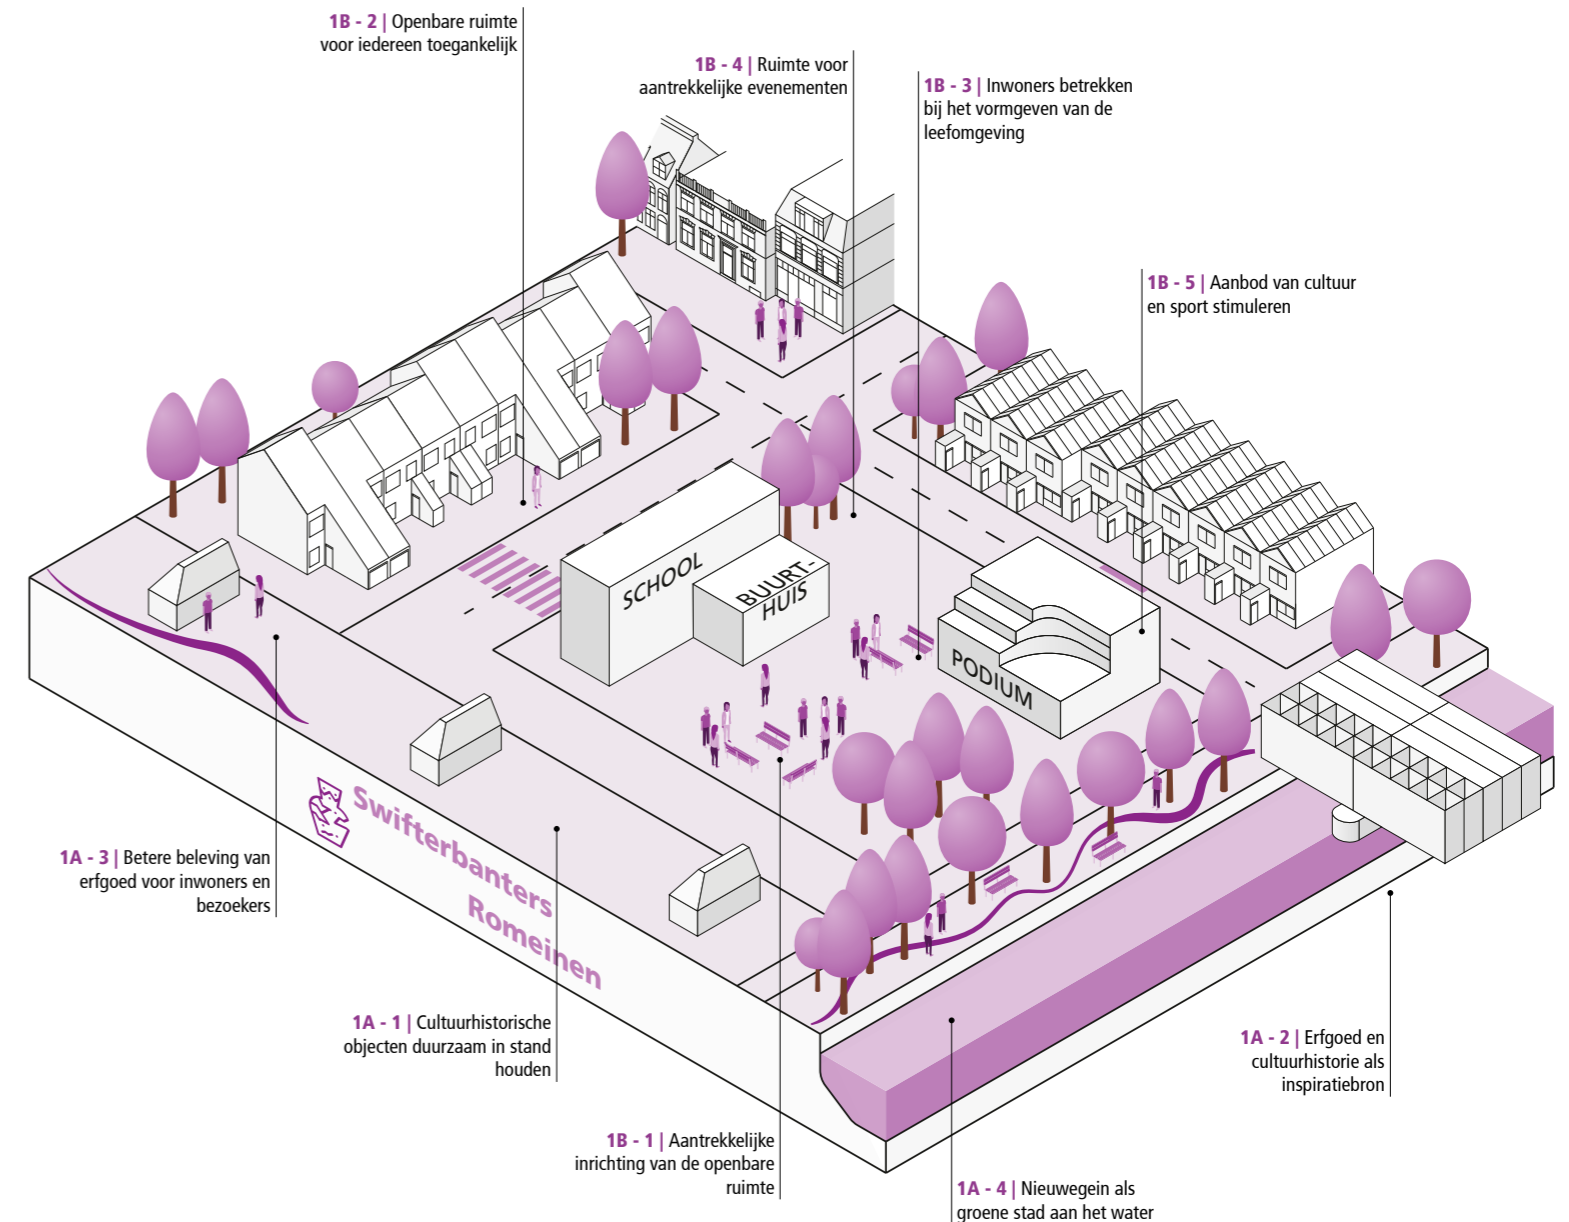 1B - 2 | Openbare ruimte
voor iedereen toegankelijk
1B - 4 | Ruimte voor
aantrekkelijke evenementen
1B - 3 | Inwoners betrekken
bij het vormgeven van de
leefomgeving
1B - 5 | Aanbod van cultuur
en sport stimuleren
SCHOOL
BUURT-
HUIS
PODIUM
Swifterbanters
Romeinen
1A - 3 | Betere beleving van
erfgoed voor inwoners en
bezoekers
1A - 1 | Cultuurhistorische
objecten duurzaam in stand
houden
1A - 2 | Erfgoed en
cultuurhistorie als
inspiratiebron
1B - 1 | Aantrekkelijke
inrichting van de openbare
ruimte
1A - 4 | Nieuwegein als
groene stad aan het water